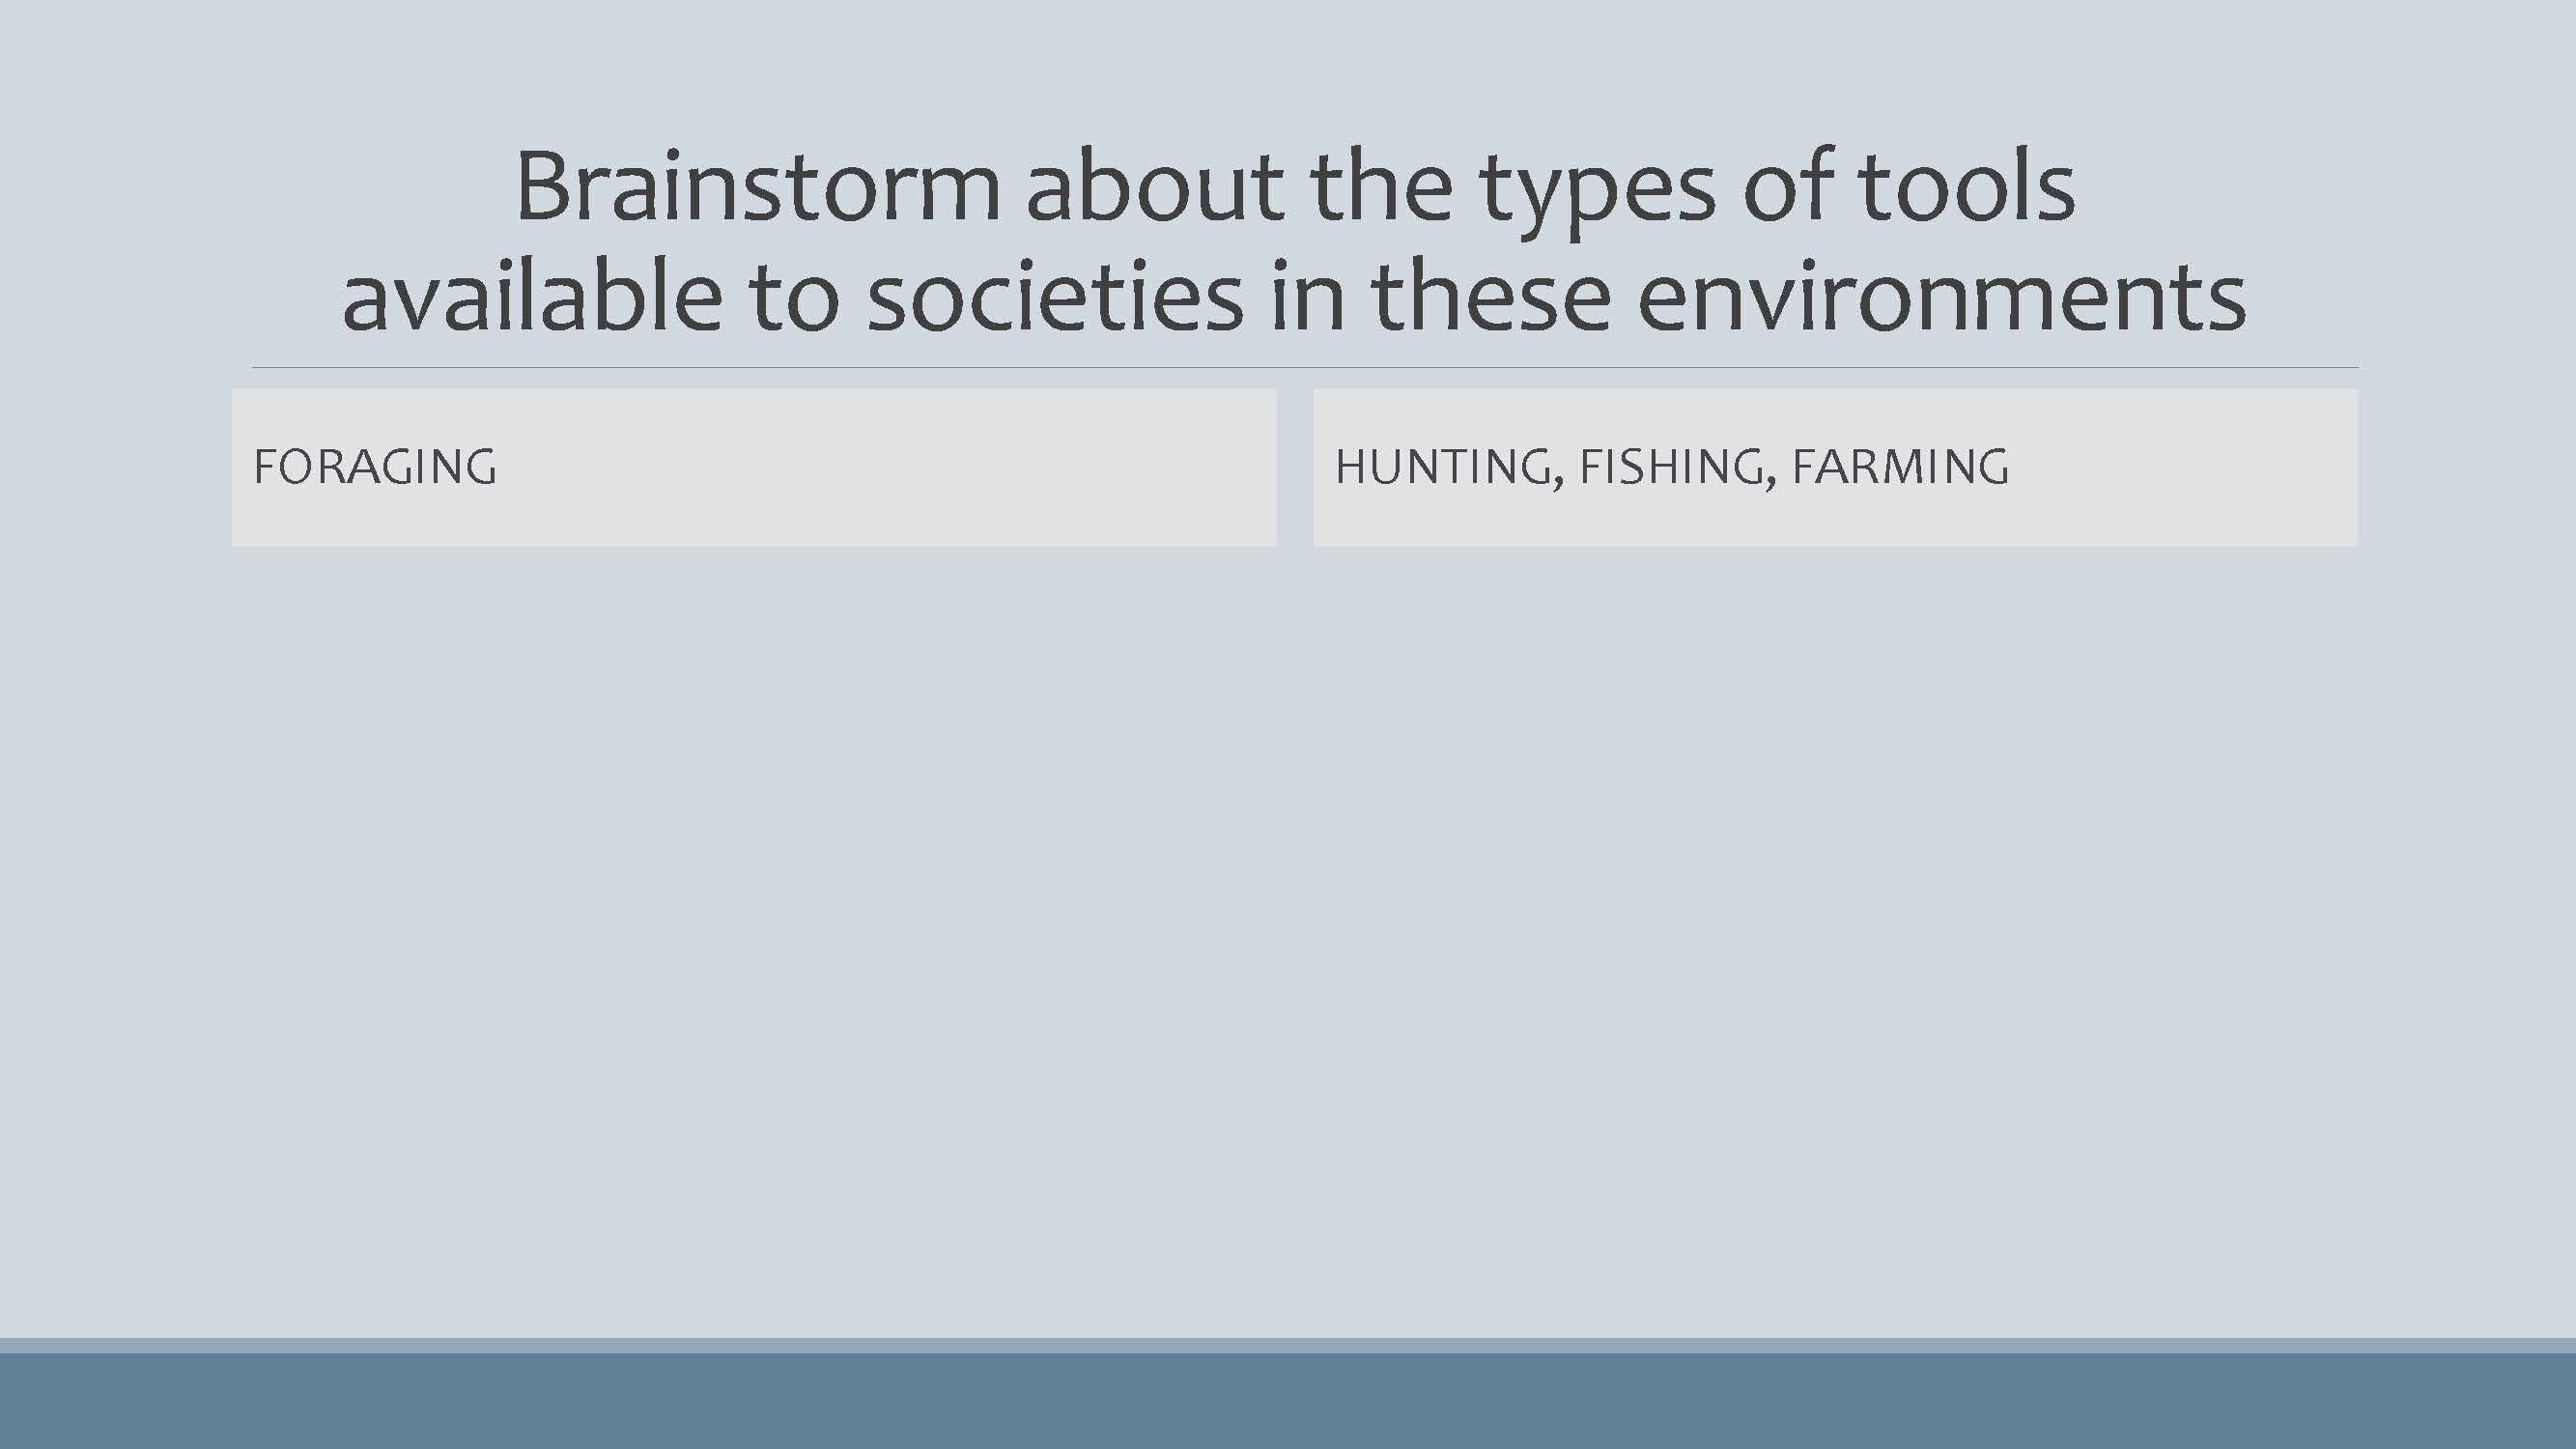 Brainstorm about the types of tools
available to societies in these environments
FORAGING
HUNTING, FISHING, FARMING